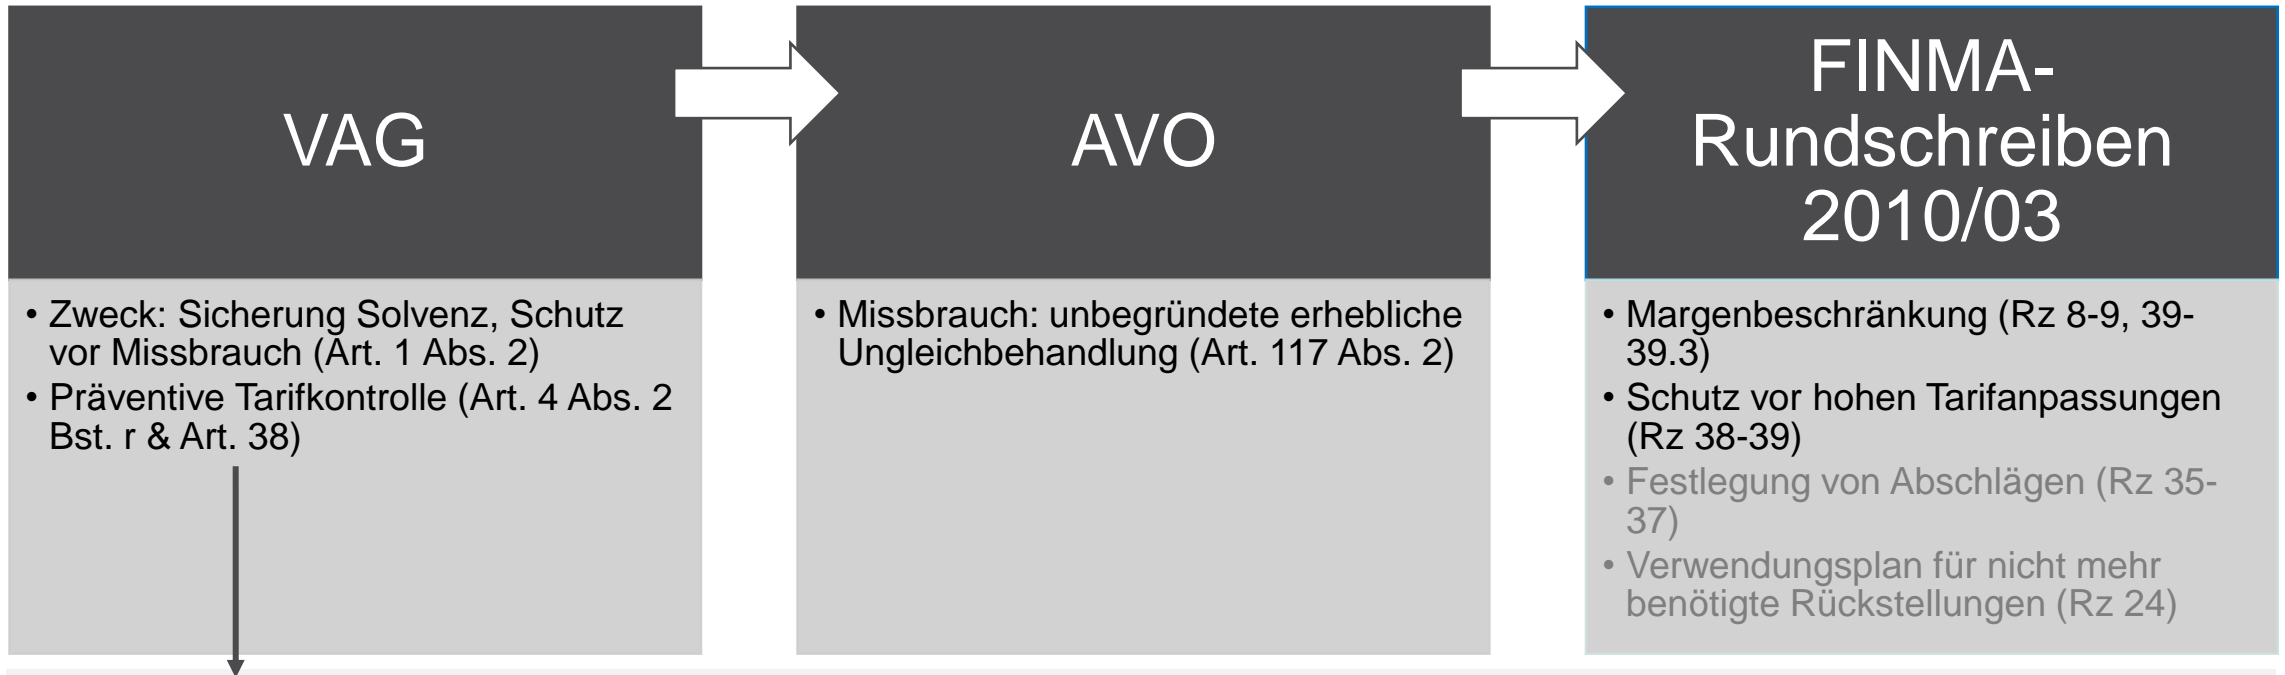 VAG
• Zweck: Sicherung Solvenz, Schutz
vor Missbrauch (Art. 1 Abs. 2)
• Präventive Tarifkontrolle (Art. 4 Abs. 2
Bst. r & Art. 38)
AVO
• Missbrauch: unbegründete erhebliche
Ungleichbehandlung (Art. 117 Abs. 2)
FINMA-
Rundschreiben
2010/03
• Margenbeschränkung (Rz 8-9, 39-
39.3)
• Schutz vor hohen Tarifanpassungen
(Rz 38-39)
• Festlegung von Abschlägen (Rz 35-
37)
• Verwendungsplan für nicht mehr
benötigte Rückstellungen (Rz 24)